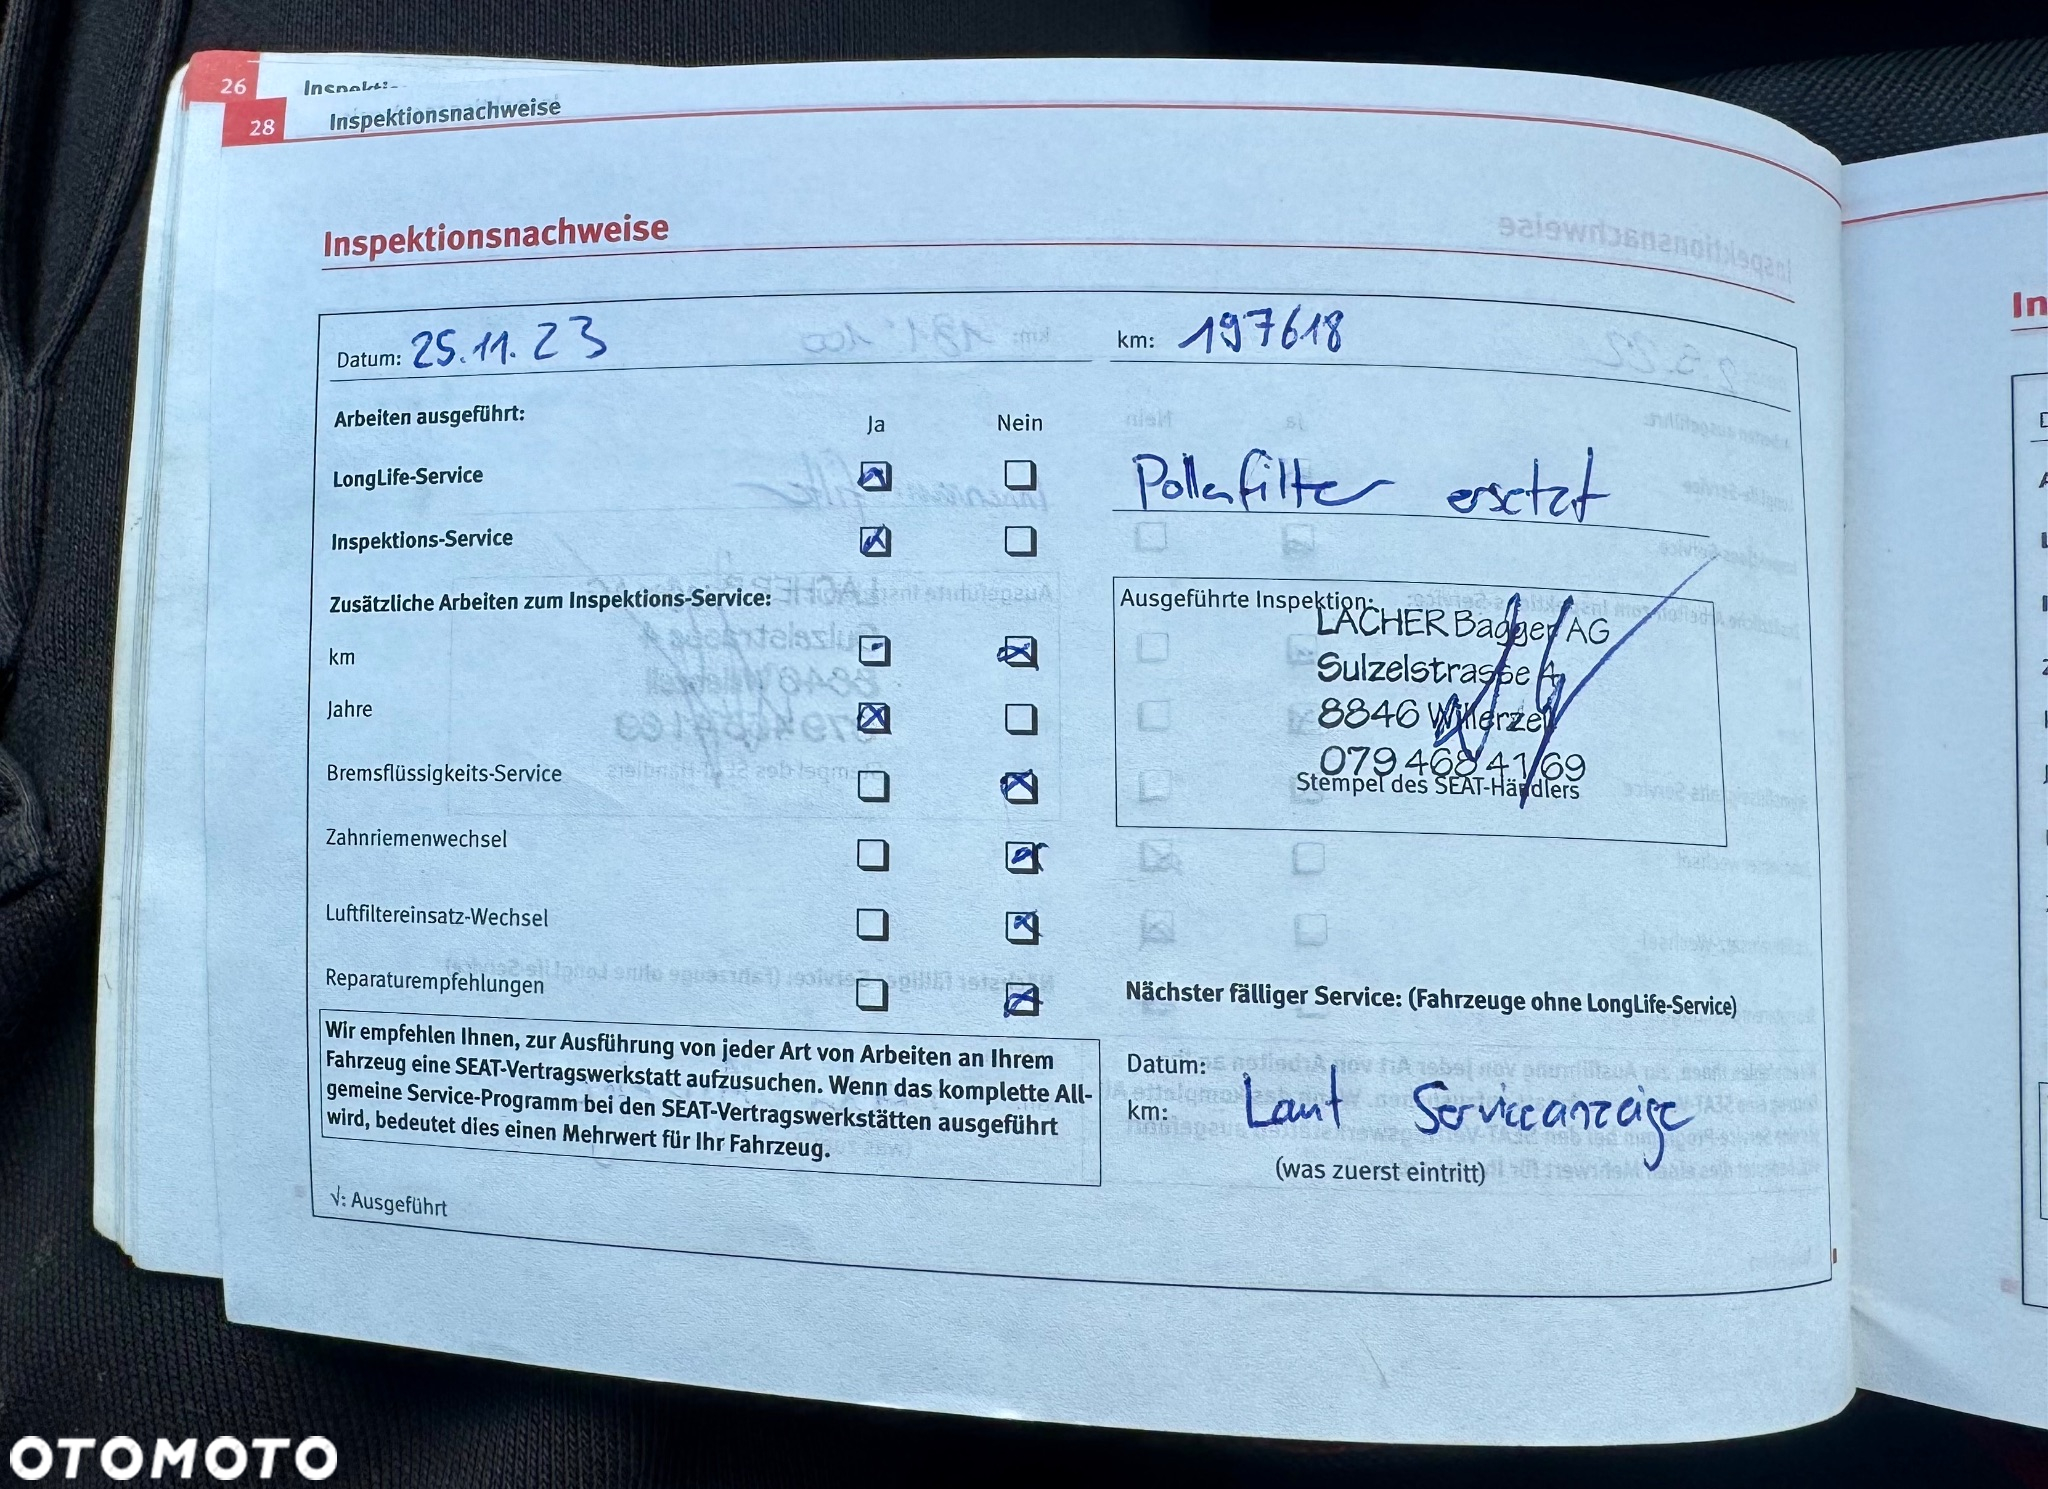 26
28 Inspektionsnachweise
Inspektionsnachweise
Datum: 25.11.23 km: 197618
Arbeiten ausgeführt: Ja Nein
LongLife-Service
Pollenfilter ersetzt
Inspektions-Service
Zusätzliche Arbeiten zum Inspektions-Service:
km
Jahre
Bremsflüssigkeits-Service
Zahnriemenwechsel
Luftfiltereinsatz-Wechsel
Reparaturempfehlungen
Ausgeführte Inspektion:
LACHER Bagger AG
Sulzelstrasse 4
8846 Willerzell
079 468 41 69
Stempel des SEAT-Händlers
Wir empfehlen Ihnen, zur Ausführung von jeder Art von Arbeiten an Ihrem
Fahrzeug eine SEAT-Vertragswerkstatt aufzusuchen. Wenn das komplette All-
gemeine Service-Programm bei den SEAT-Vertragswerkstätten ausgeführt
wird, bedeutet dies einen Mehrwert für Ihr Fahrzeug.
√: Ausgeführt
Nächster fälliger Service: (Fahrzeuge ohne LongLife-Service)
Datum:
km: Laut Serviceanzeige
(was zuerst eintritt)
In
OTOMOTO